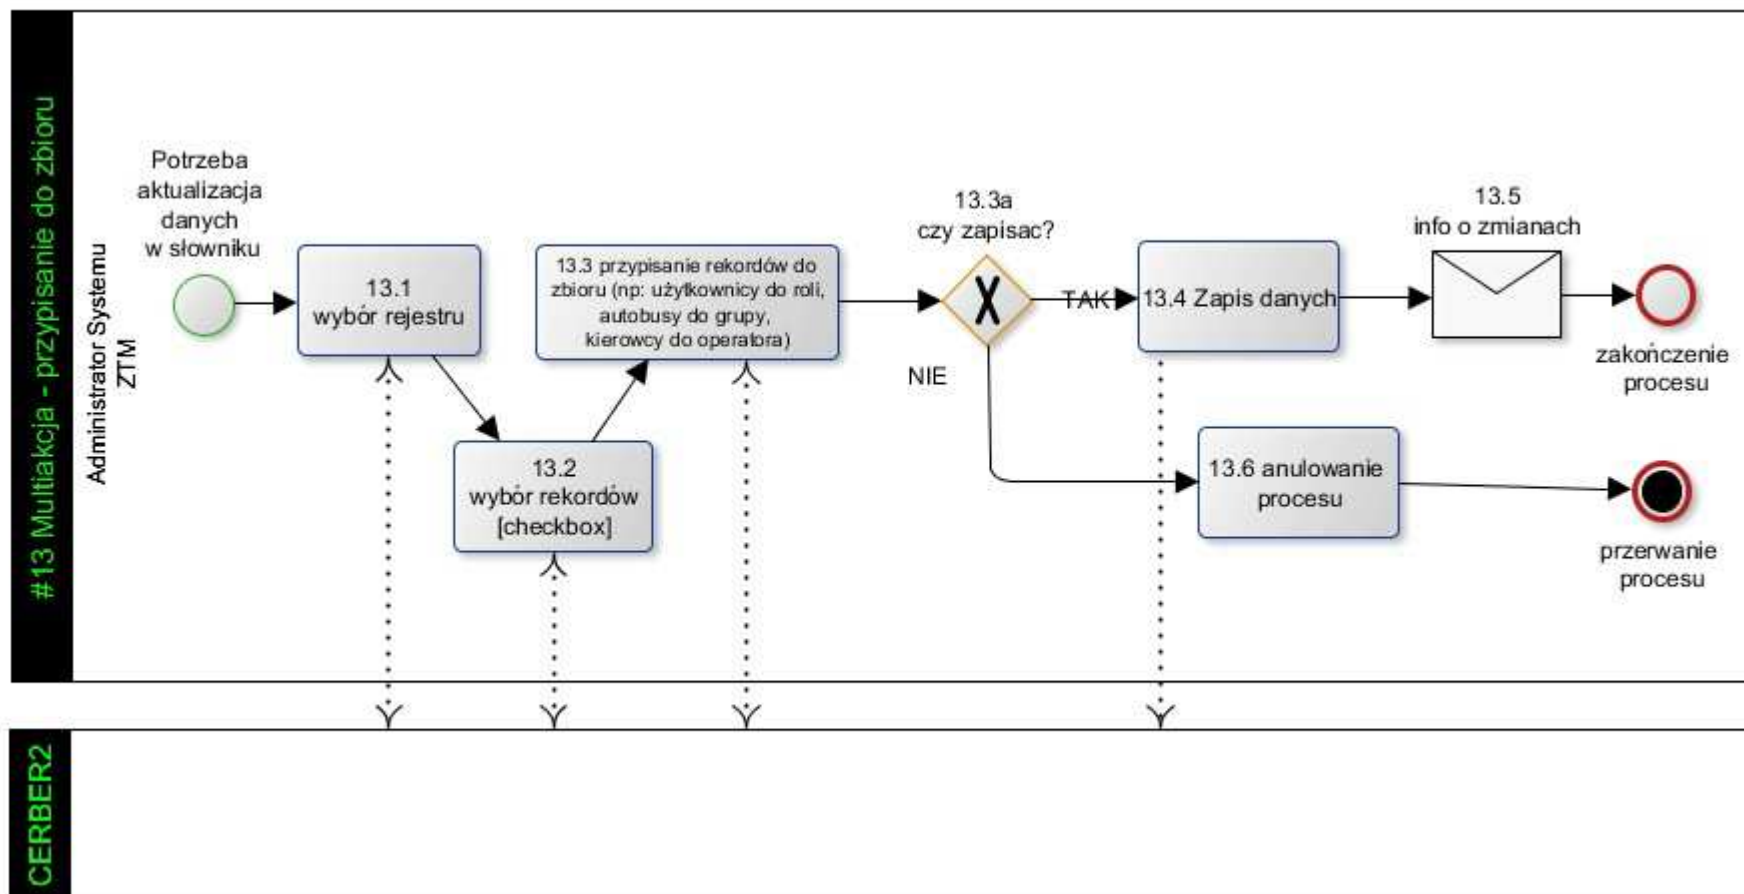 #13 Multiakcja - przypisanie do zbioru
Administrator Systemu
ZTM
Potrzeba
aktualizacja
danych
w słowniku
13.1
wybór rejestru
13.2
wybór rekordów
[checkbox]
13.3 przypisanie rekordów do
zbioru (np: użytkownicy do roli,
autobusy do grupy,
kierowcy do operatora)
13.3a
czy zapisac?
TAK
NIE
13.4 Zapis danych
13.5
info o zmianach
zakończenie
procesu
13.6 anulowanie
procesu
przerwanie
procesu
CERBER2